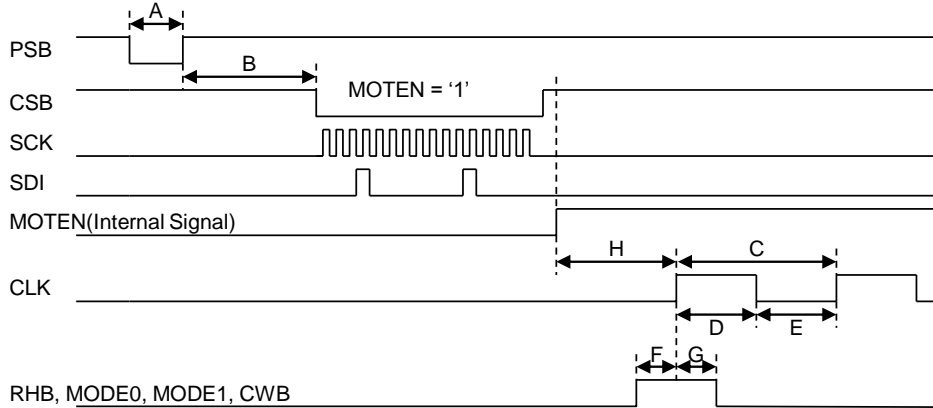 A
PSB
B
MOTEN = ‘1’
CSB
SCK
SDI
MOTEN(Internal Signal)
H C
CLK
D E
F G
RHB, MODE0, MODE1, CWB